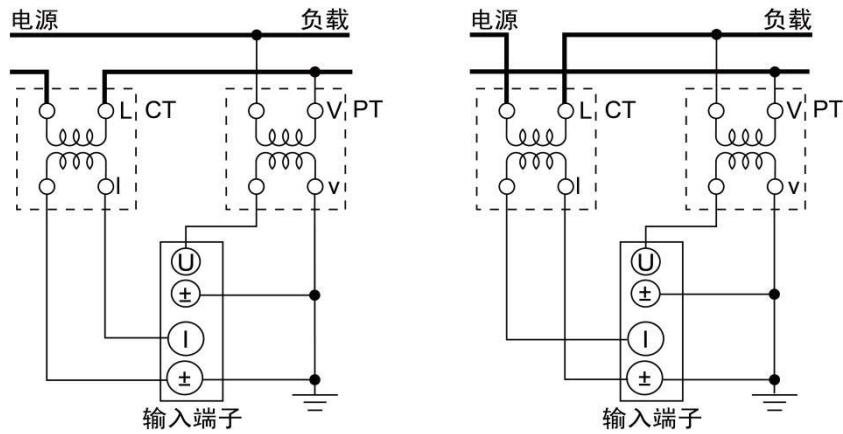 电源 负载 电源 负载
L CT V PT L CT V PT
l v l v
U U
± ±
I I
± ±
输入端子 输入端子